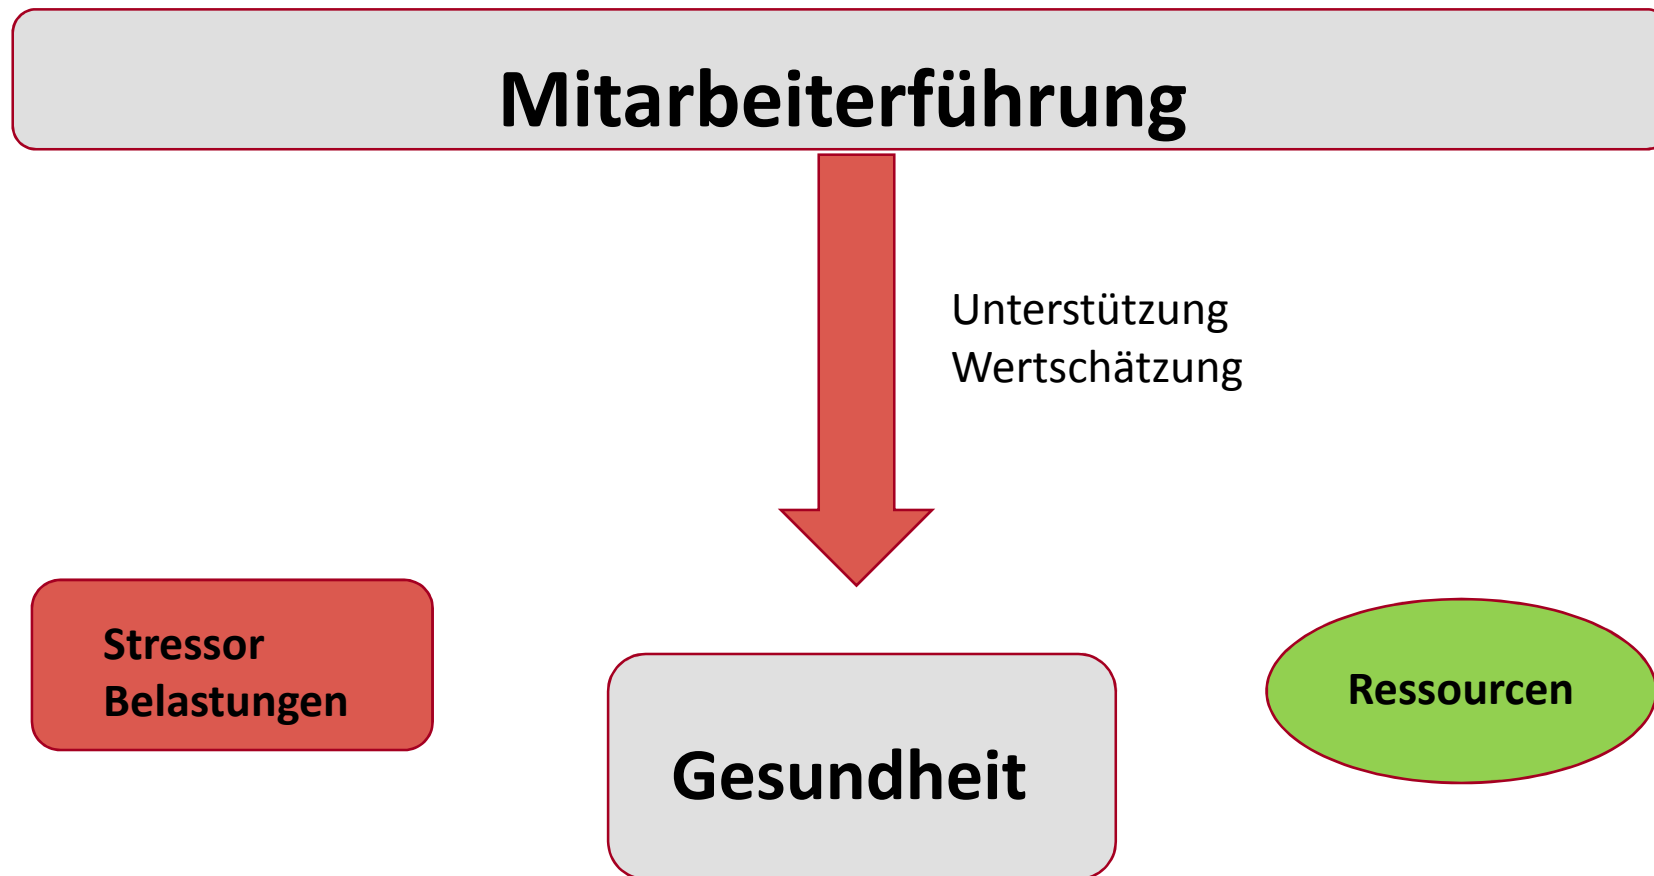 Mitarbeiterführung
Unterstützung
Wertschätzung
Stressor
Belastungen
Gesundheit
Ressourcen